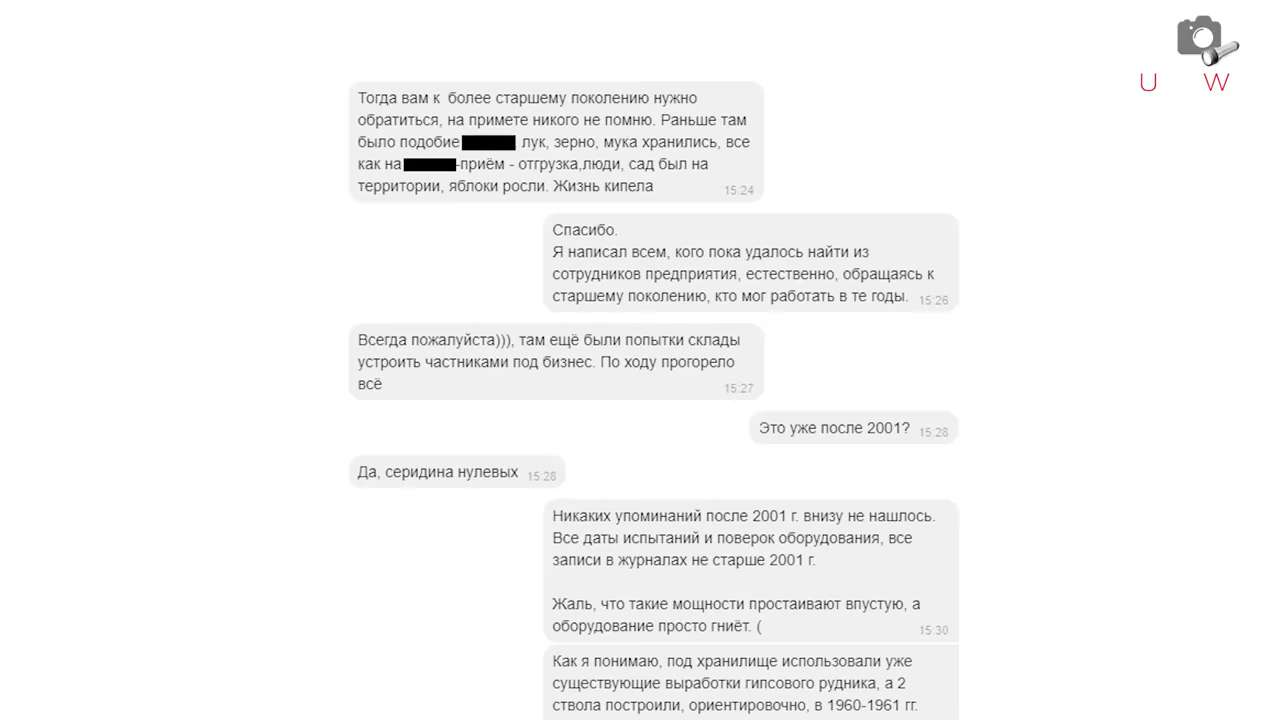 U W
Тогда вам к более старшему поколению нужно
обратиться, на примете никого не помню. Раньше там
было подобие лук, зерно, мука хранились, все
как на -приём - отгрузка,люди, сад был на
территории, яблоки росли. Жизнь кипела
15:24
Спасибо.
Я написал всем, кого пока удалось найти из
сотрудников предприятия, естественно, обращаясь к
старшему поколению, кто мог работать в те годы. 15:26
Всегда пожалуйста))), там ещё были попытки склады
устроить частниками под бизнес. По ходу прогорело
всё
15:27
Это уже после 2001? 15:28
Да, серидина нулевых 15:28
Никаких упоминаний после 2001 г. внизу не нашлось.
Все даты испытаний и поверок оборудования, все
записи в журналах не старше 2001 г.
Жаль, что такие мощности простаивают впустую, а
оборудование просто гниёт. (
15:30
Как я понимаю, под хранилище использовали уже
существующие выработки гипсового рудника, а 2
ствола построили, ориентировочно, в 1960-1961 гг.